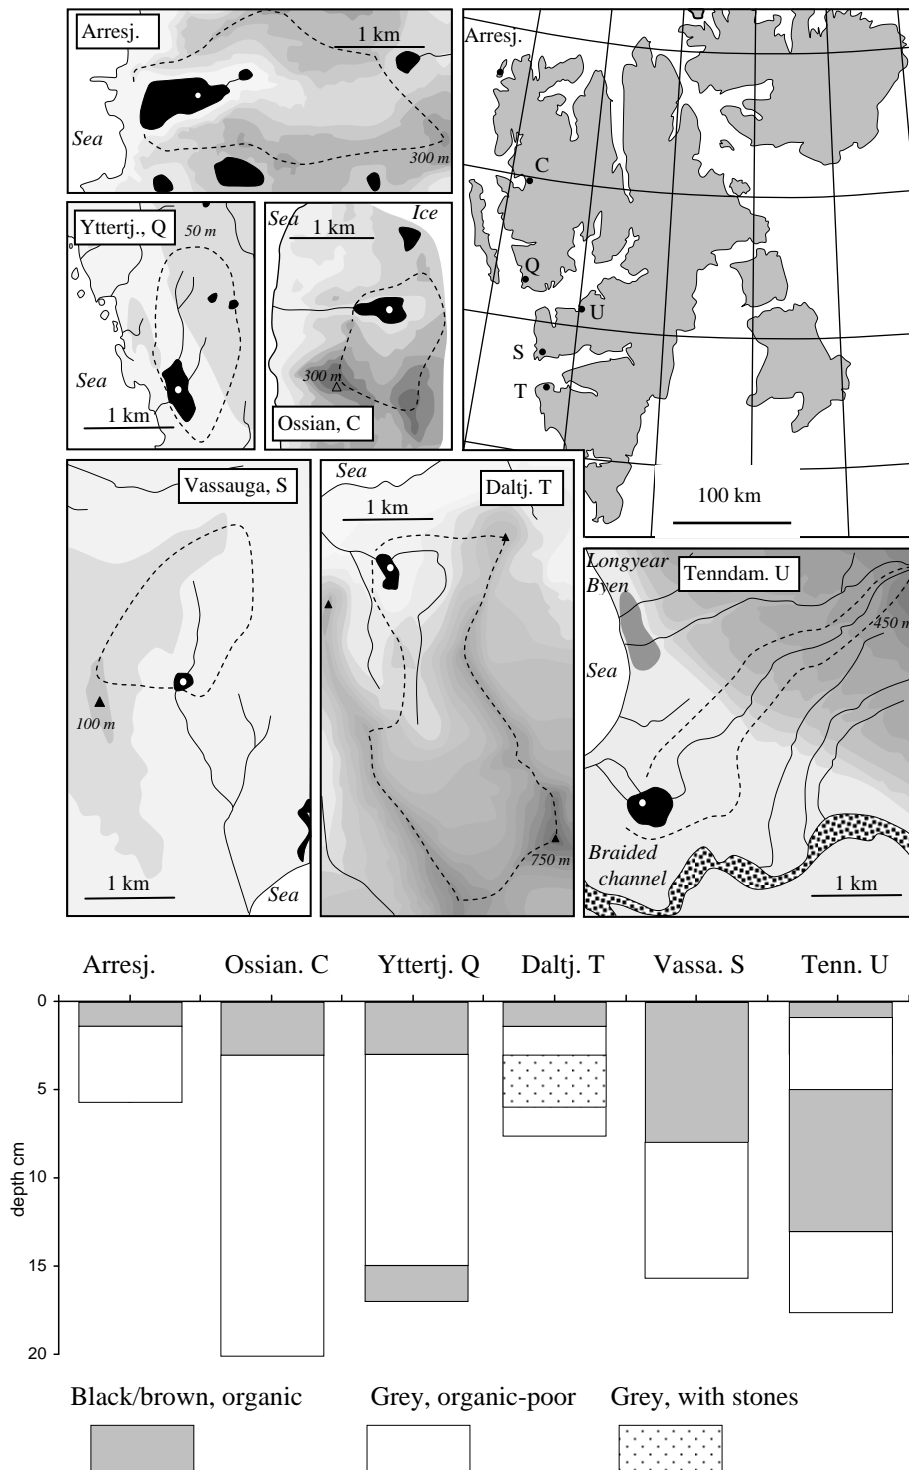 Arresj.
1 km
Sea
300 m
Arresj.
C
Q
U
S
T
100 km
Yttertj., Q
50 m
Sea
1 km
Sea
Ice
1 km
300 m
Ossian, C
Vassauga, S
100 m
1 km
Sea
Sea
Daltj. T
1 km
750 m
Longyear
Byen
Tenndam. U
450 m
Sea
Braided
channel
1 km
Arresj.
Ossian. C
Yttertj. Q
Daltj. T
Vassa. S
Tenn. U
0
5
10
15
20
depth cm
Black/brown, organic
Grey, organic-poor
Grey, with stones